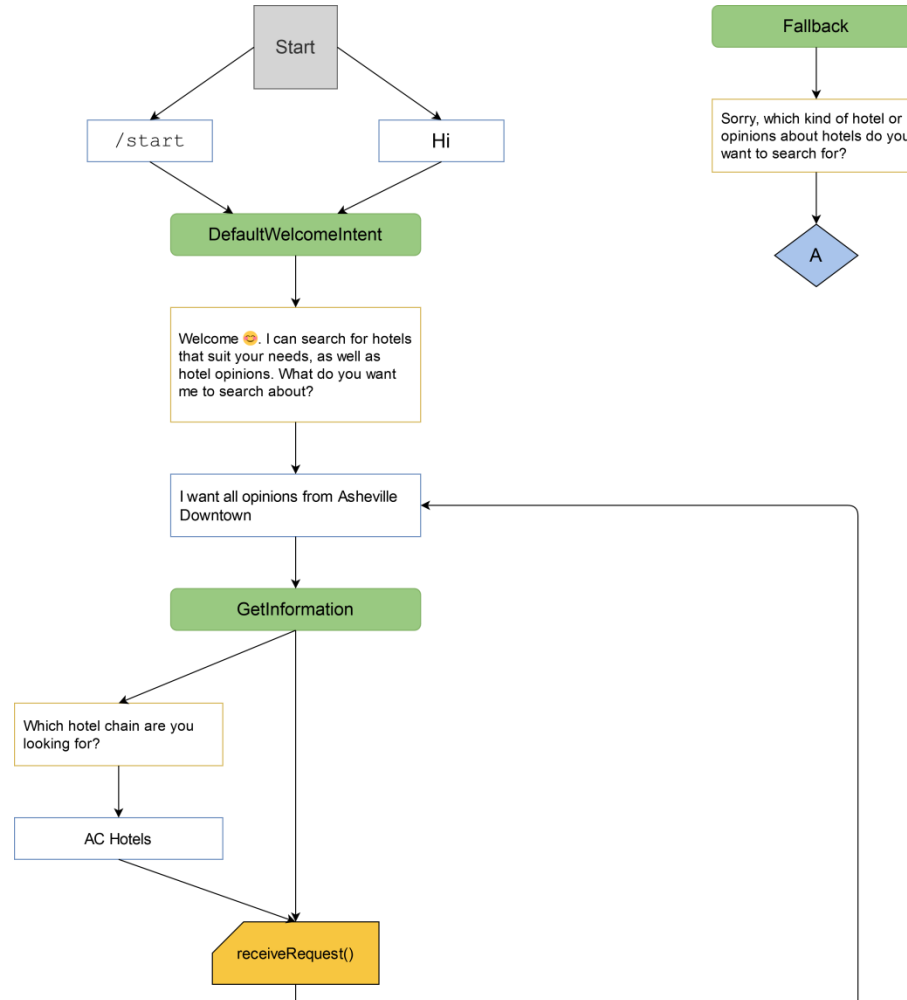 Start
/start
Hi
DefaultWelcomeIntent
Welcome 😊. I can search for hotels
that suit your needs, as well as
hotel opinions. What do you want
me to search about?
I want all opinions from Asheville
Downtown
GetInformation
Which hotel chain are you
looking for?
AC Hotels
receiveRequest()
Fallback
Sorry, which kind of hotel or
opinions about hotels do you
want to search for?
A